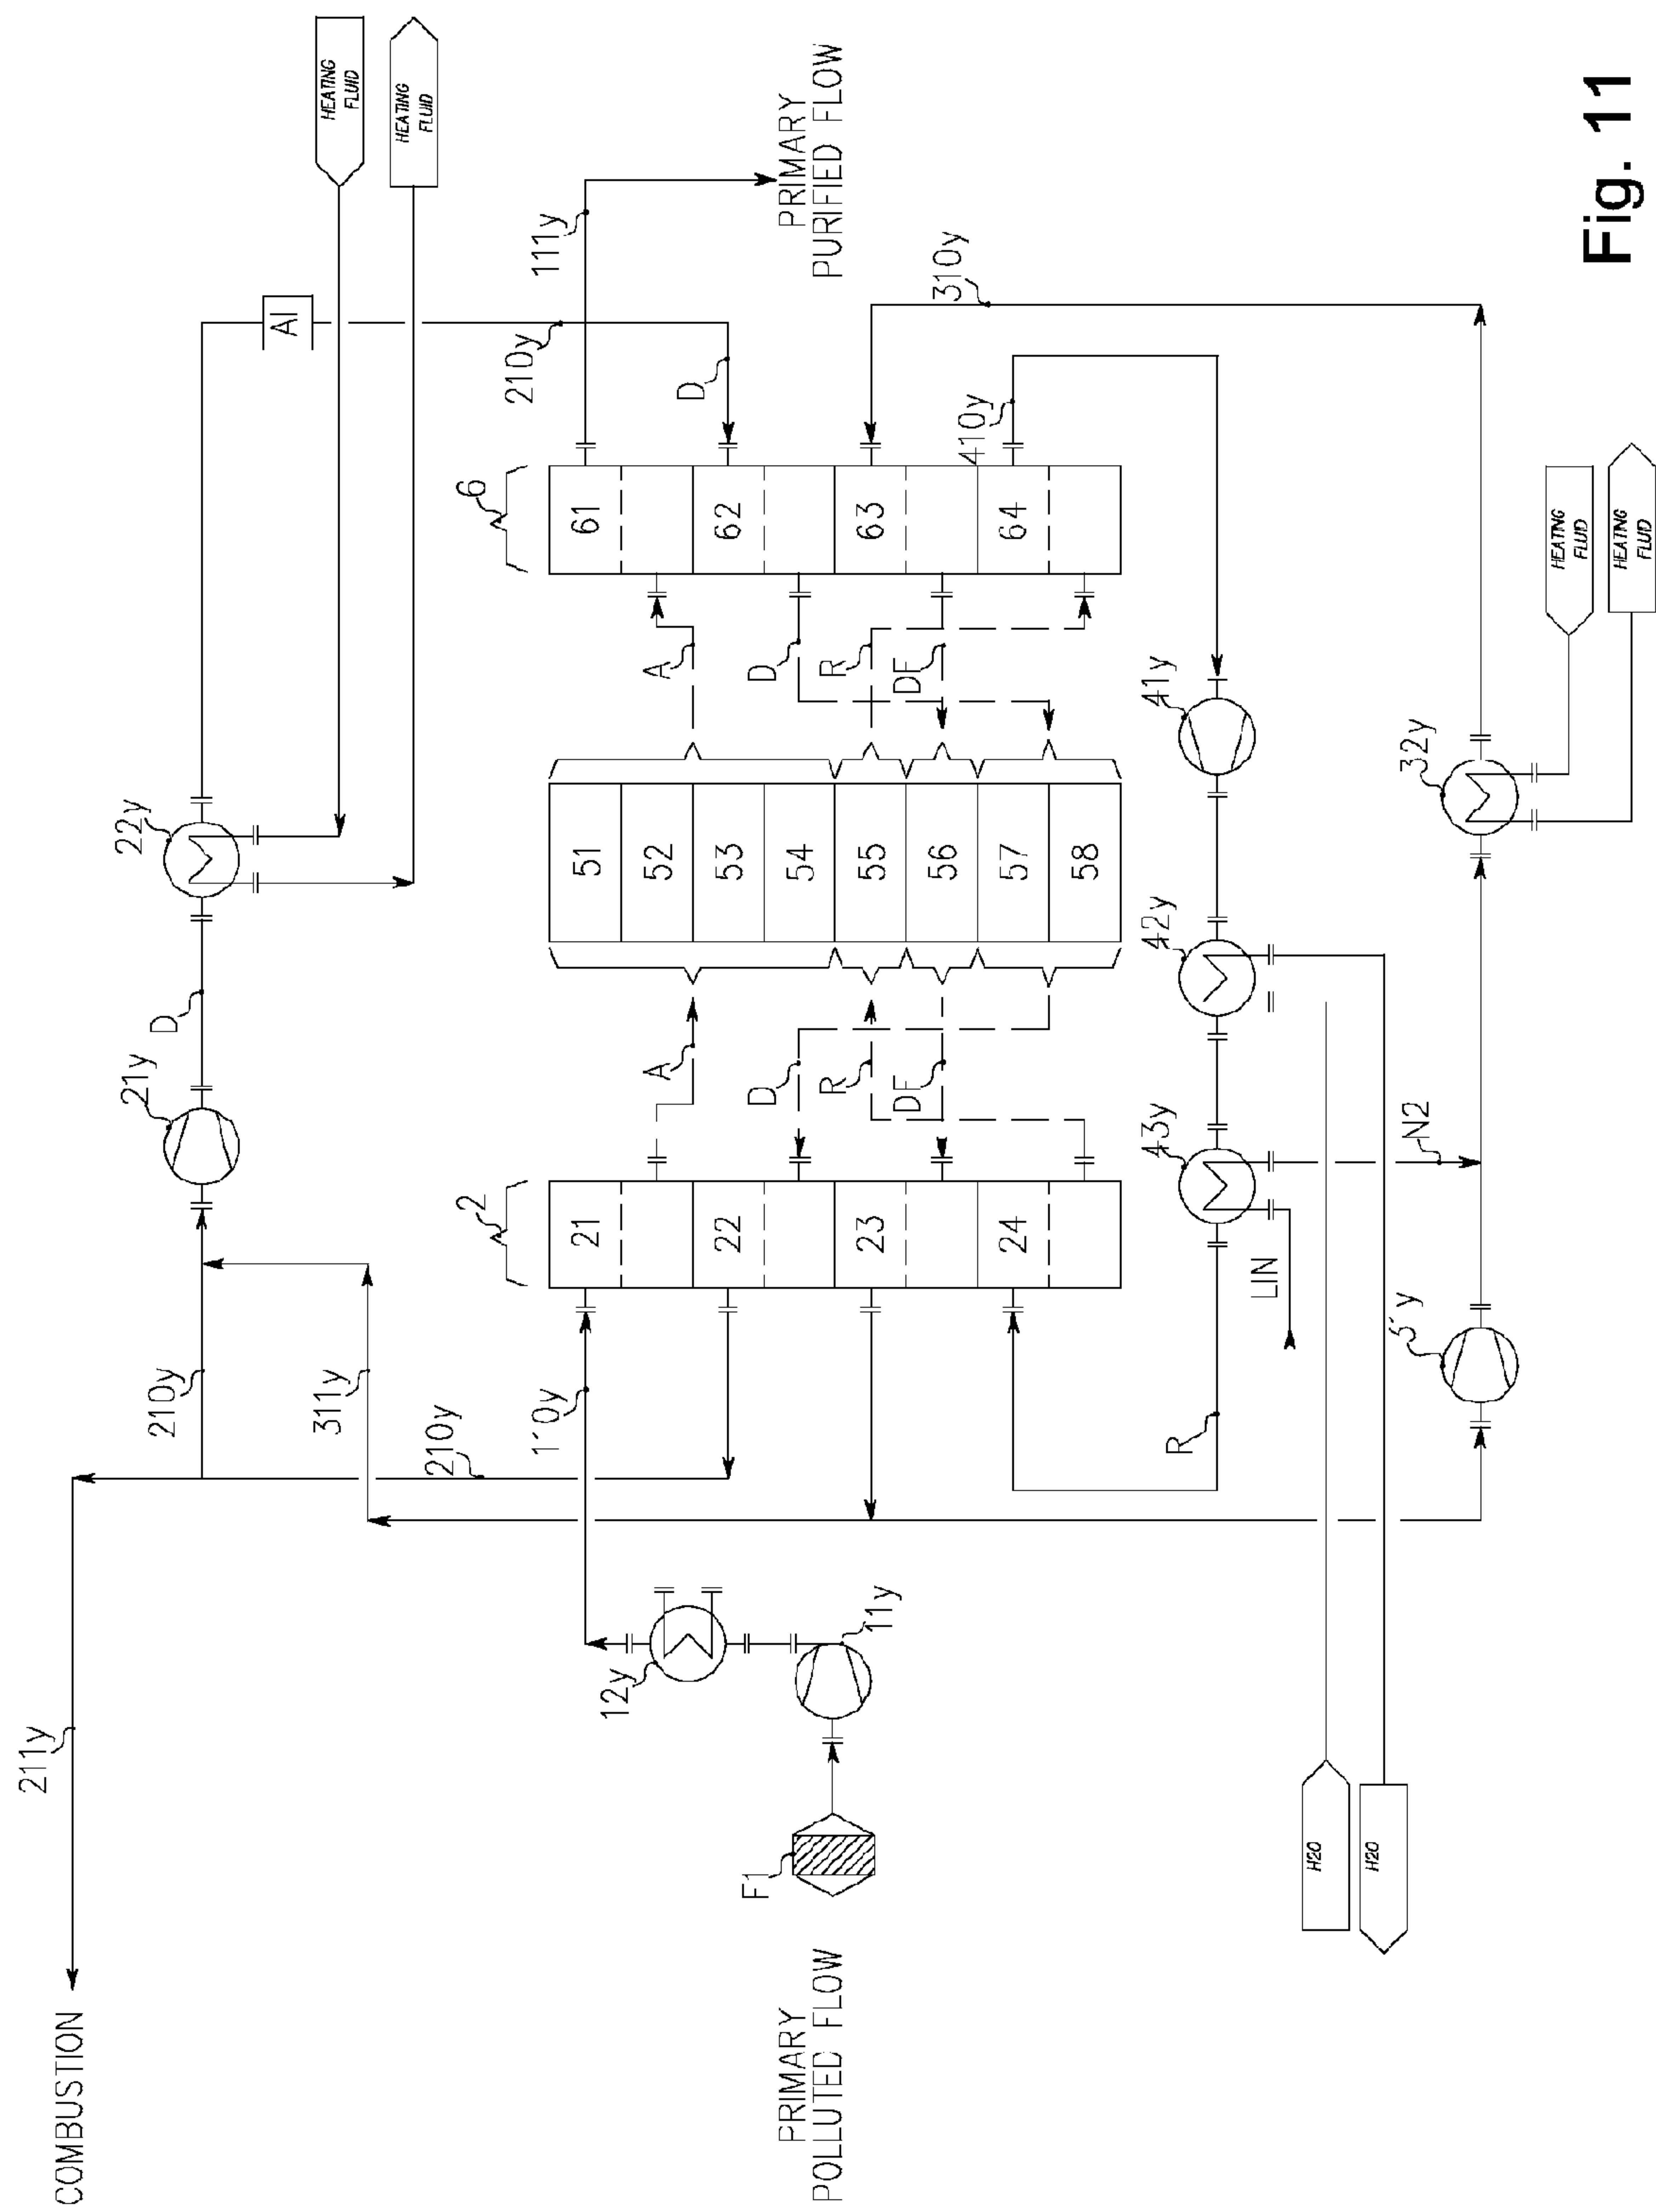 COMBUSTION
211y
210y
21y
D
22y
AI
HEATING
FLUID
HEATING
FLUID
311y
210y
210y
111y
PRIMARY
PURIFIED FLOW
D
2
6
21
22
23
24
A
D
R
DF
51
52
53
54
55
56
57
58
A
D
R
DF
61
62
63
64
410y
310y
12y
11y
F1
PRIMARY
POLLUTED FLOW
R
43y
42y
41y
LIN
N2
32y
HEATING
FLUID
HEATING
FLUID
H2O
H2O
Fig. 11